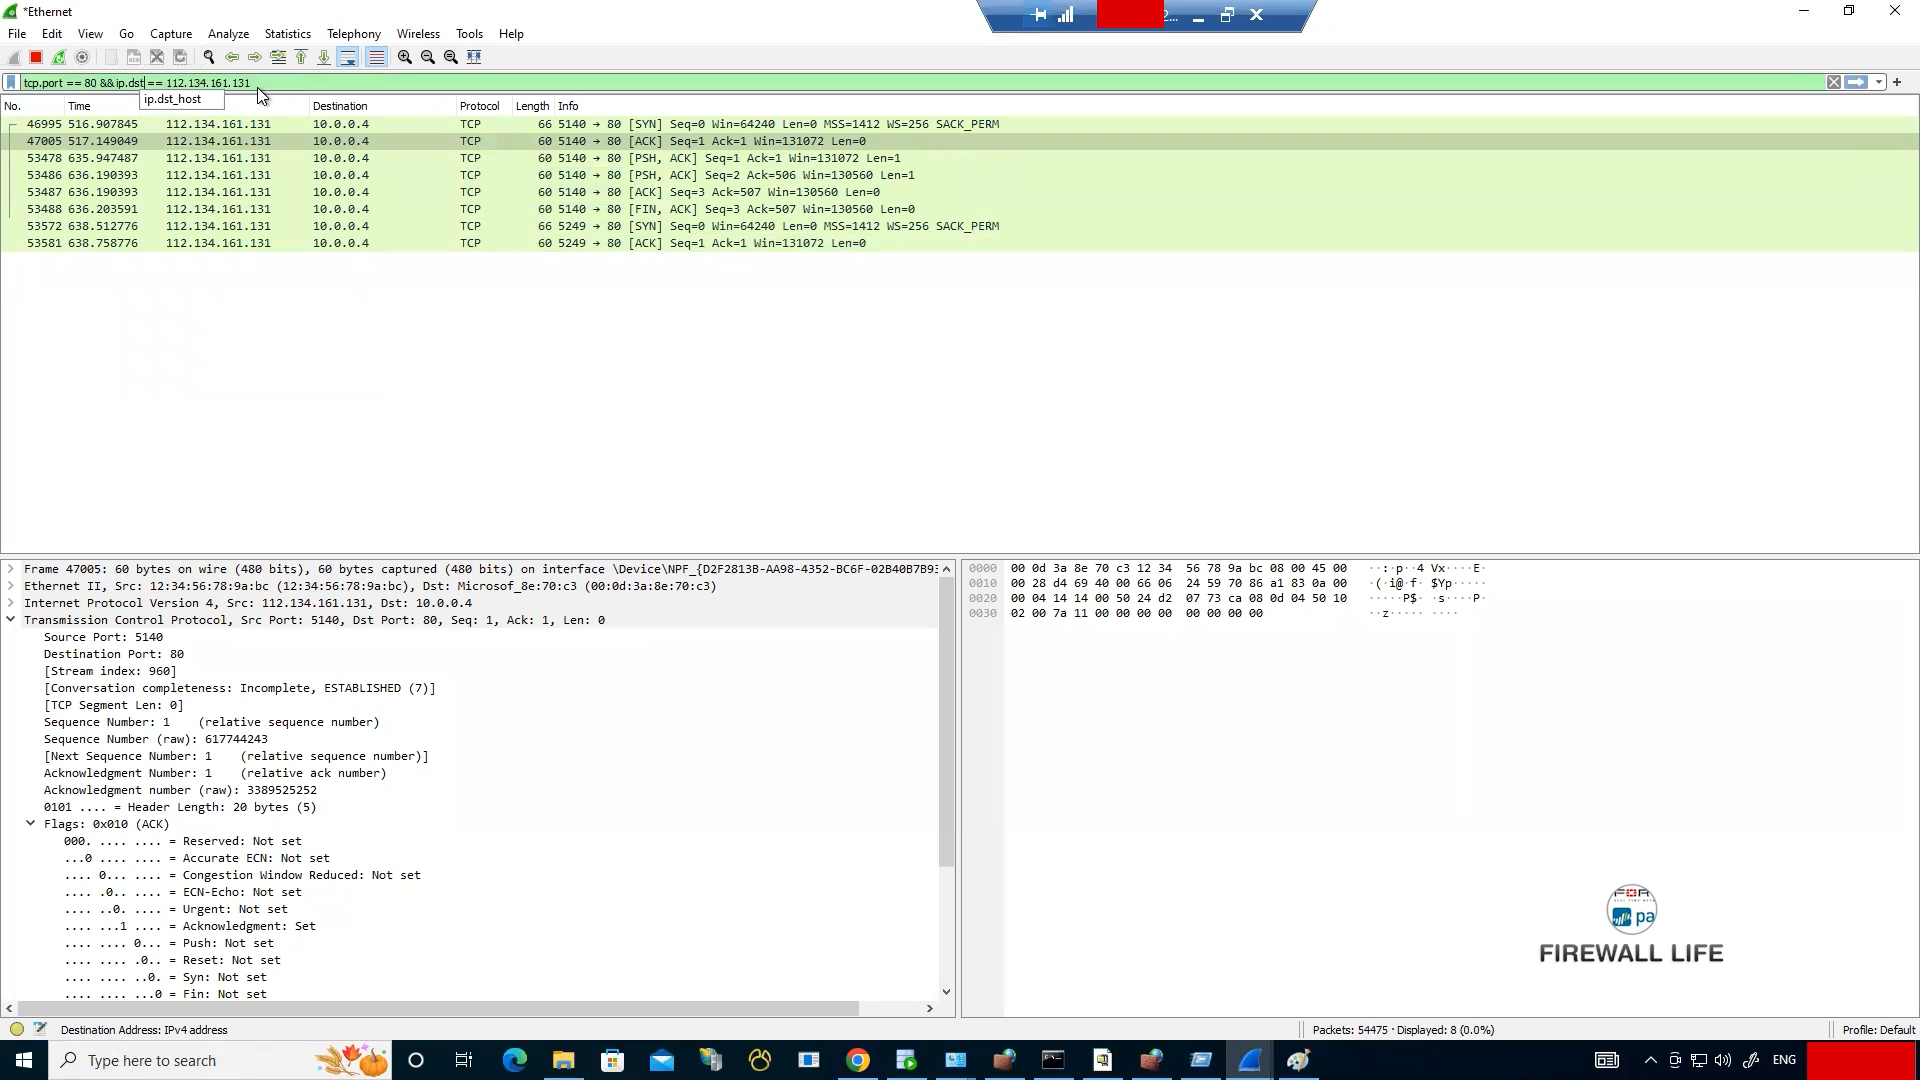 *Ethernet
2...
File Edit View Go Capture Analyze Statistics Telephony Wireless Tools Help
tcp.port == 80 &&ip.dst == 112.134.161.131
ip.dst_host
No. Time Destination Protocol Length Info
46995 516.907845 112.134.161.131 10.0.0.4 TCP 66 5140 → 80 [SYN] Seq=0 Win=64240 Len=0 MSS=1412 WS=256 SACK_PERM
47005 517.149049 112.134.161.131 10.0.0.4 TCP 60 5140 → 80 [ACK] Seq=1 Ack=1 Win=131072 Len=0
53478 635.947487 112.134.161.131 10.0.0.4 TCP 60 5140 → 80 [PSH, ACK] Seq=1 Ack=1 Win=131072 Len=1
53486 636.190393 112.134.161.131 10.0.0.4 TCP 60 5140 → 80 [PSH, ACK] Seq=2 Ack=506 Win=130560 Len=1
53487 636.190393 112.134.161.131 10.0.0.4 TCP 60 5140 → 80 [ACK] Seq=3 Ack=507 Win=130560 Len=0
53488 636.203591 112.134.161.131 10.0.0.4 TCP 60 5140 → 80 [FIN, ACK] Seq=3 Ack=507 Win=130560 Len=0
53572 638.512776 112.134.161.131 10.0.0.4 TCP 66 5249 → 80 [SYN] Seq=0 Win=64240 Len=0 MSS=1412 WS=256 SACK_PERM
53581 638.758776 112.134.161.131 10.0.0.4 TCP 60 5249 → 80 [ACK] Seq=1 Ack=1 Win=131072 Len=0
Frame 47005: 60 bytes on wire (480 bits), 60 bytes captured (480 bits) on interface \Device\NPF_{D2F2813B-AA98-4352-BC6F-02B40B7B93
Ethernet II, Src: 12:34:56:78:9a:bc (12:34:56:78:9a:bc), Dst: Microsof_8e:70:c3 (00:0d:3a:8e:70:c3)
Internet Protocol Version 4, Src: 112.134.161.131, Dst: 10.0.0.4
Transmission Control Protocol, Src Port: 5140, Dst Port: 80, Seq: 1, Ack: 1, Len: 0
Source Port: 5140
Destination Port: 80
[Stream index: 960]
[Conversation completeness: Incomplete, ESTABLISHED (7)]
[TCP Segment Len: 0]
Sequence Number: 1 (relative sequence number)
Sequence Number (raw): 617744243
[Next Sequence Number: 1 (relative sequence number)]
Acknowledgment Number: 1 (relative ack number)
Acknowledgment number (raw): 3389525252
0101 .... = Header Length: 20 bytes (5)
Flags: 0x010 (ACK)
000. .... .... = Reserved: Not set
...0 .... .... = Accurate ECN: Not set
.... 0... .... = Congestion Window Reduced: Not set
.... .0.. .... = ECN-Echo: Not set
.... ..0. .... = Urgent: Not set
.... ...1 .... = Acknowledgment: Set
.... .... 0... = Push: Not set
.... .... .0.. = Reset: Not set
.... .... ..0. = Syn: Not set
.... .... ...0 = Fin: Not set
0000 00 0d 3a 8e 70 c3 12 34 56 78 9a bc 08 00 45 00 ··:·p··4 Vx····E·
0010 00 28 d4 69 40 00 66 06 24 59 70 86 a1 83 0a 00 ·(·i@·f· $Yp·····
0020 00 04 14 14 00 50 24 d2 07 73 ca 08 0d 04 50 10 ·····P$· ·s····P·
0030 02 00 7a 11 00 00 00 00 00 00 00 00 ··z····· ····
pa
FIREWALL LIFE
Destination Address: IPv4 address
Packets: 54475 · Displayed: 8 (0.0%)
Profile: Default
Type here to search
ENG